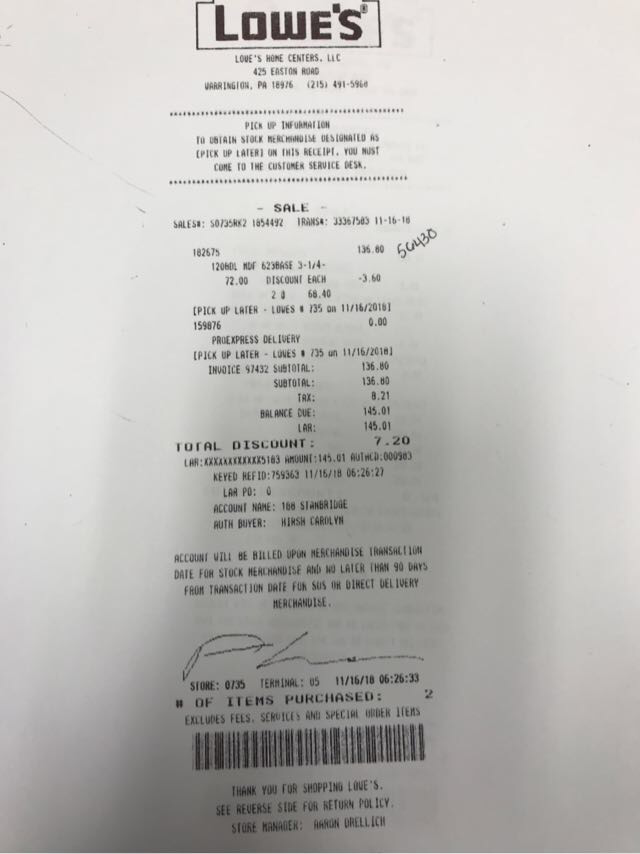 LOWE'S®
LOWE'S HOME CENTERS, LLC
425 EASTON ROAD
WARRINGTON, PA 18976 (215) 491-5960
PICK UP INFORMATION
TO OBTAIN STOCK MERCHANDISE DESIGNATED AS
[PICK UP LATER] ON THIS RECEIPT, YOU MUST
COME TO THE CUSTOMER SERVICE DESK.
- SALE -
SALES#: S0735RK2 1854492 TRANS#: 33367583 11-16-18
182675 136.80
50430
120BDL MDF 623BASE 3-1/4-
72.00 DISCOUNT EACH -3.60
2 @ 68.40
[PICK UP LATER - LOWES # 735 on 11/16/2018]
159876 0.00
PROEXPRESS DELIVERY
[PICK UP LATER - LOWES # 735 on 11/16/2018]
INVOICE 97432 SUBTOTAL: 136.80
SUBTOTAL: 136.80
TAX: 8.21
BALANCE DUE: 145.01
LAR: 145.01
TOTAL DISCOUNT: 7.20
LAR:XXXXXXXXXXXX5183 AMOUNT:145.01 AUTHCD:000983
KEYED REFID:759363 11/16/18 06:26:27
LAR PO: 0
ACCOUNT NAME: 188 STANBRIDGE
AUTH BUYER: HIRSH CAROLYN
ACCOUNT WILL BE BILLED UPON MERCHANDISE TRANSACTION
DATE FOR STOCK MERCHANDISE AND NO LATER THAN 90 DAYS
FROM TRANSACTION DATE FOR SOS OR DIRECT DELIVERY
MERCHANDISE.
STORE: 0735 TERMINAL: 05 11/16/18 06:26:33
# OF ITEMS PURCHASED: 2
EXCLUDES FEES, SERVICES AND SPECIAL ORDER ITEMS
THANK YOU FOR SHOPPING LOWE'S.
SEE REVERSE SIDE FOR RETURN POLICY.
STORE MANAGER: AARON DRELLICH